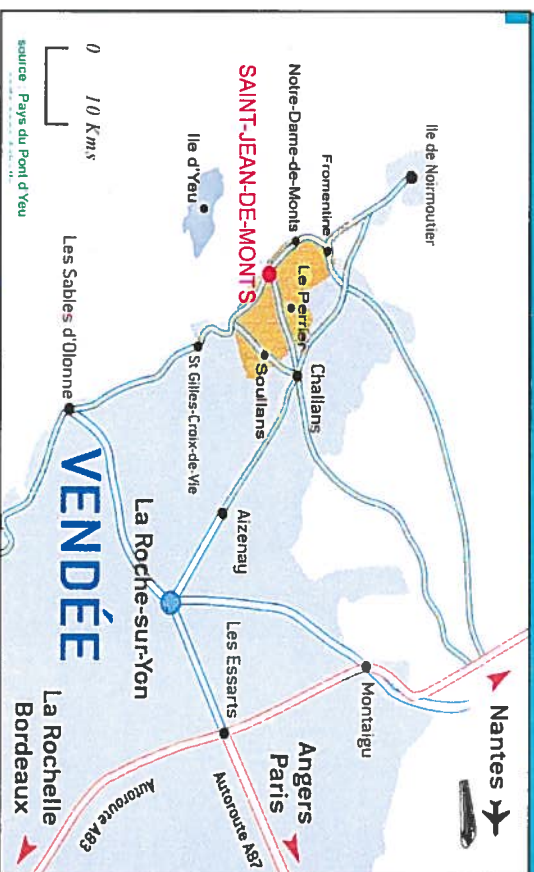 Nantes
Ile de Noirmoutier
Fromentine
Notre-Dame-de-Monts
Le Perrier
SAINT-JEAN-DE-MONTS
Challans
Soullans
Ile d'Yeu
St Gilles-Croix-de-Vie
Aizenay
Montaigu
Les Essarts
Angers
Paris
Autoroute A87
La Roche-sur-Yon
VENDÉE
Les Sables d'Olonne
Autoroute A83
La Rochelle
Bordeaux
0 10 Kms
source : Pays du Pont d'Yeu